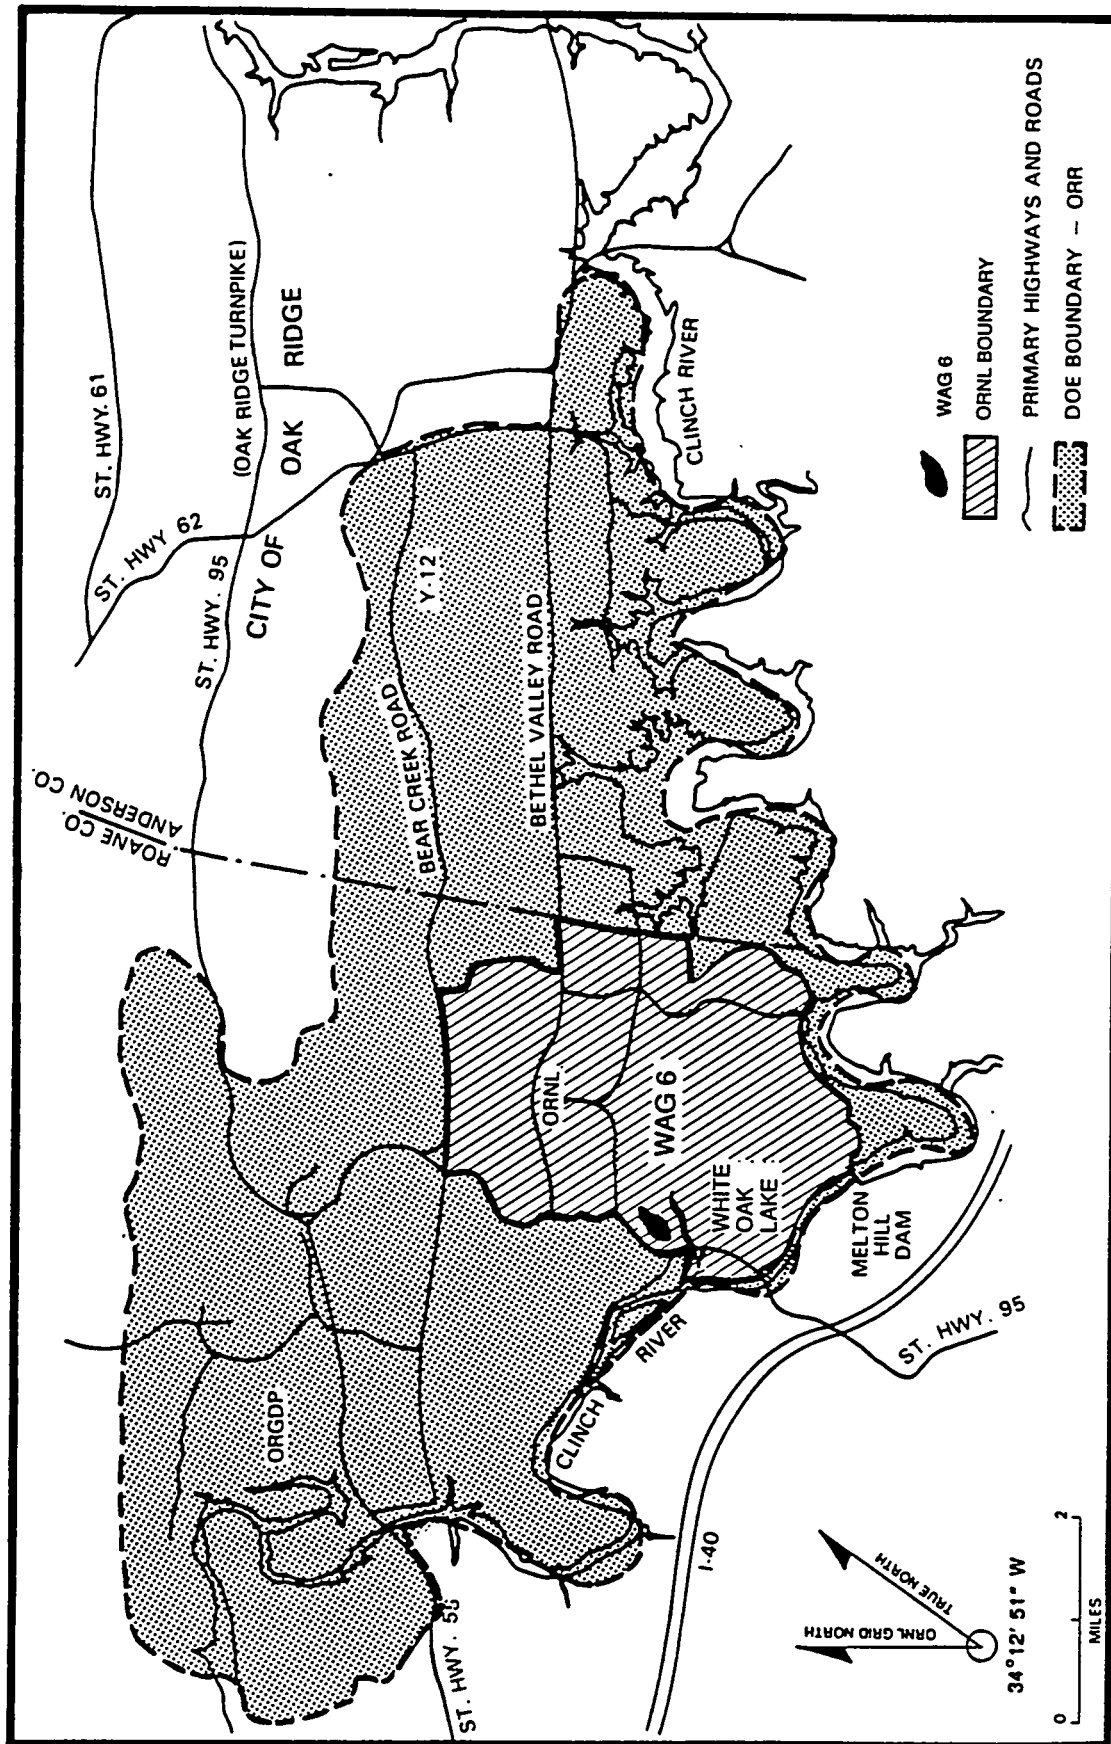 ST. HWY. 61
ST. HWY 62
ST. HWY. 95
(OAK RIDGE TURNPIKE)
CITY OF OAK RIDGE
ROANE CO.
ANDERSON CO.
BEAR CREEK ROAD
Y-12
BETHEL VALLEY ROAD
ORGDP
ORNL
WAG 6
WHITE
OAK
LAKE
CLINCH RIVER
CLINCH RIVER
MELTON
HILL
DAM
ST. HWY. 95
I-40
ST. HWY.
WAG 6
ORNL BOUNDARY
PRIMARY HIGHWAYS AND ROADS
DOE BOUNDARY – ORR
ORNL GRID NORTH
TRUE NORTH
34° 12' 51" W
0 2
MILES